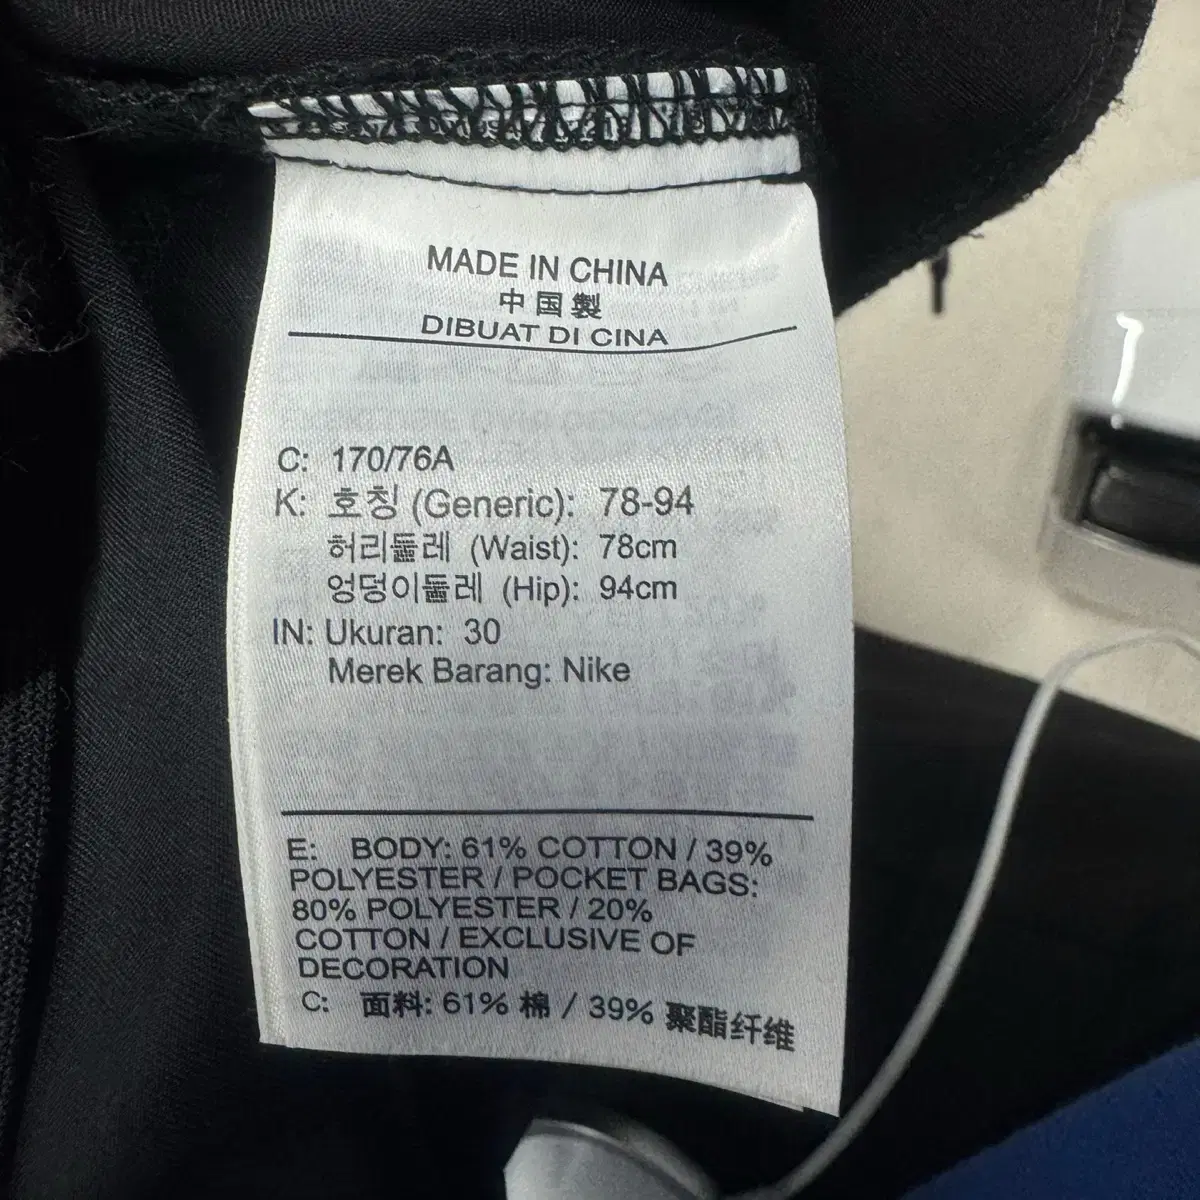 MADE IN CHINA
中国製
DIBUAT DI CINA
C: 170/76A
K: 호칭 (Generic): 78-94
허리둘레 (Waist): 78cm
엉덩이둘레 (Hip): 94cm
IN: Ukuran: 30
Merek Barang: Nike
E: BODY: 61% COTTON / 39%
POLYESTER / POCKET BAGS:
80% POLYESTER / 20%
COTTON / EXCLUSIVE OF
DECORATION
C: 面料: 61% 棉 / 39% 聚酯纤维